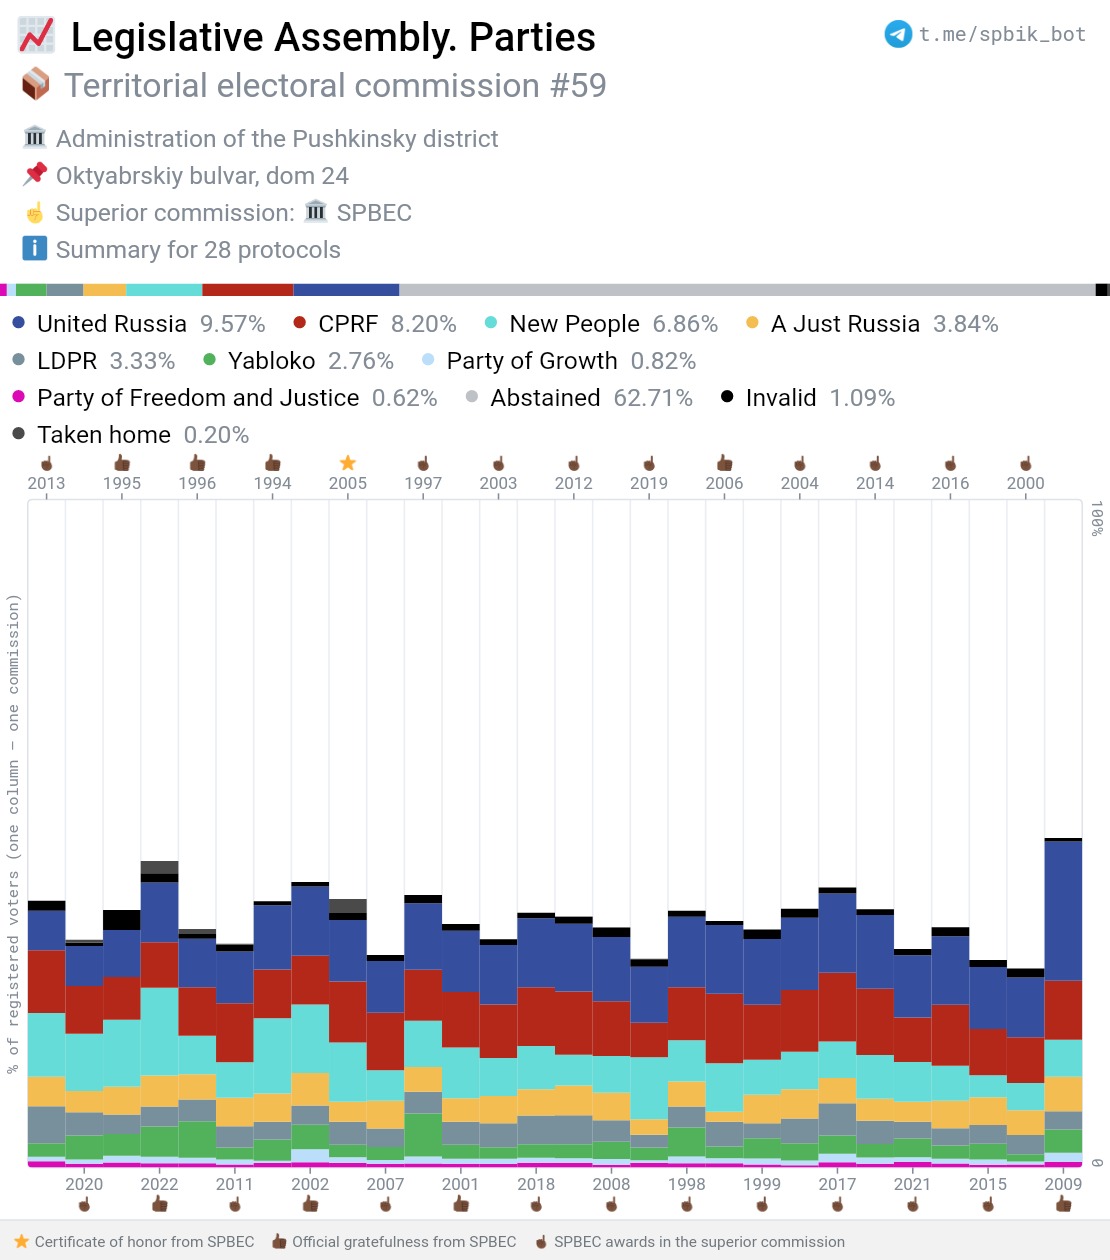 Legislative Assembly. Parties
t.me/spbik_bot
Territorial electoral commission #59
Administration of the Pushkinsky district
Oktyabrskiy bulvar, dom 24
Superior commission: SPBEC
Summary for 28 protocols
United Russia 9.57% CPRF 8.20% New People 6.86% A Just Russia 3.84%
LDPR 3.33% Yabloko 2.76% Party of Growth 0.82%
Party of Freedom and Justice 0.62% Abstained 62.71% Invalid 1.09%
Taken home 0.20%
2013 1995 1996 1994 2005 1997 2003 2012 2019 2006 2004 2014 2016 2000
100%
% of registered voters (one column – one commission)
0
2020 2022 2011 2002 2007 2001 2018 2008 1998 1999 2017 2021 2015 2009
Certificate of honor from SPBEC Official gratefulness from SPBEC SPBEC awards in the superior commission